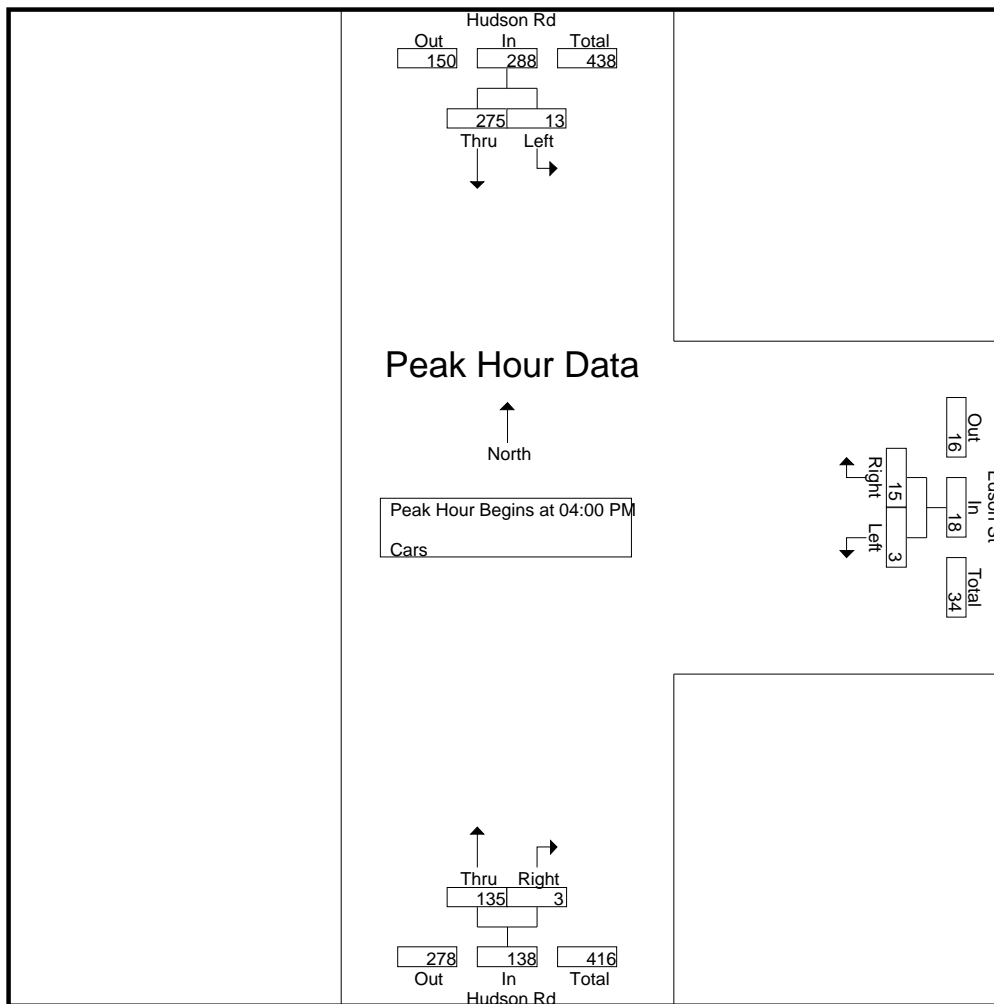 Hudson Rd
Out In Total
150 288 438
275 13
Thru Left
Peak Hour Data
North
Peak Hour Begins at 04:00 PM
Cars
Right Left
15 3
Out In Total
16 18 34
Thru Right
135 3
278 138 416
Out In Total
Hudson Rd